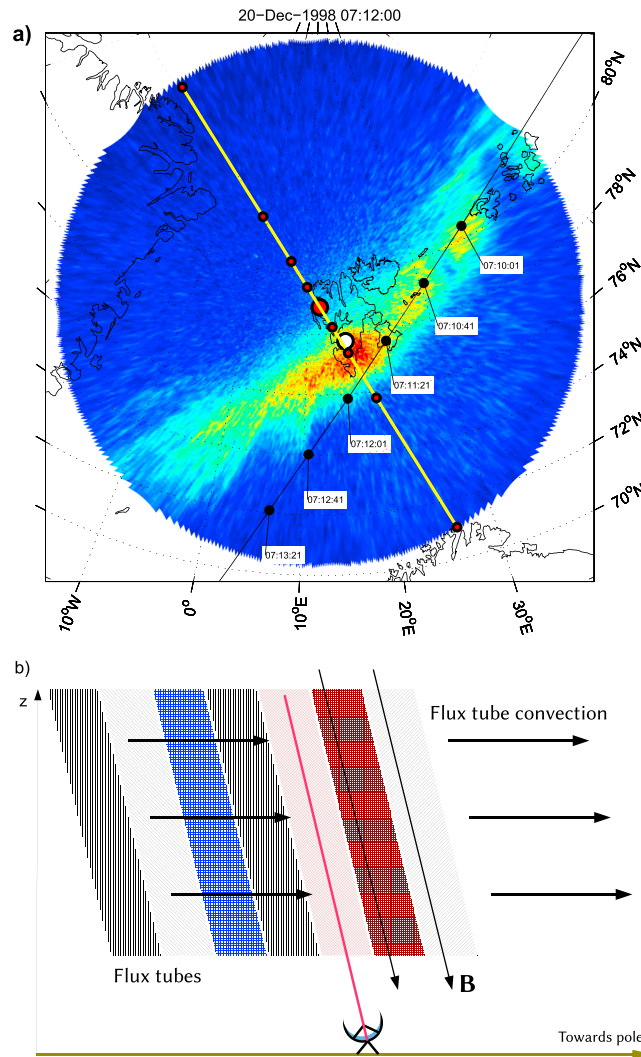 20−Dec−1998 07:12:00
a)
80°N
78°N
76°N
74°N
72°N
70°N
07:10:01
07:10:41
07:11:21
07:12:01
07:12:41
07:13:21
10°W
0°
10°E
20°E
30°E
b)
z
Flux tube convection
Flux tubes
B
Towards pole